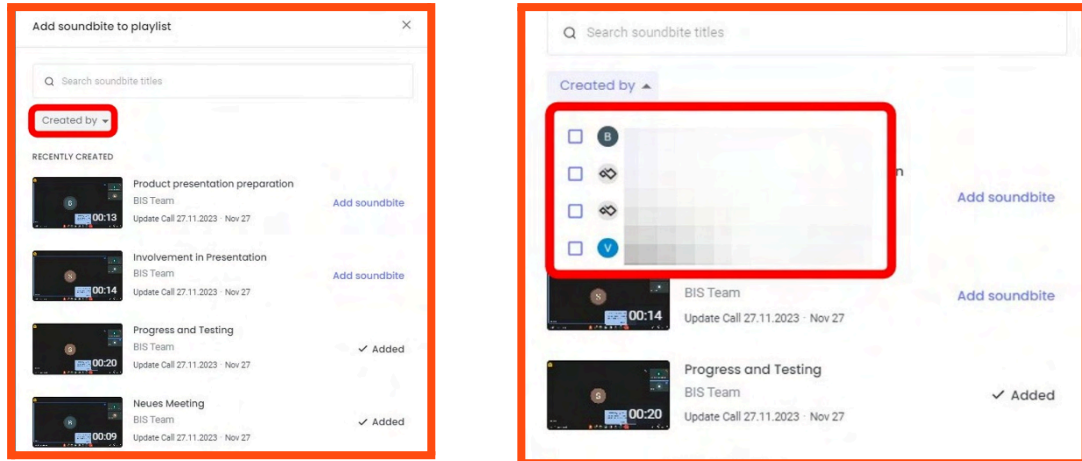 Add soundbite to playlist
Search soundbite titles
Created by
RECENTLY CREATED
Product presentation preparation
BIS Team
Update Call 27.11.2023 · Nov 27
00:13
Add soundbite
Involvement in Presentation
BIS Team
Update Call 27.11.2023 · Nov 27
S
00:14
Add soundbite
Progress and Testing
BIS Team
Update Call 27.11.2023 · Nov 27
S
00:20
Added
Neues Meeting
BIS Team
Update Call 27.11.2023 · Nov 27
00:09
Added
Search soundbite titles
Created by
B
V
n
Add soundbite
BIS Team
Update Call 27.11.2023 · Nov 27
S
00:14
Add soundbite
Progress and Testing
BIS Team
Update Call 27.11.2023 · Nov 27
S
00:20
Added